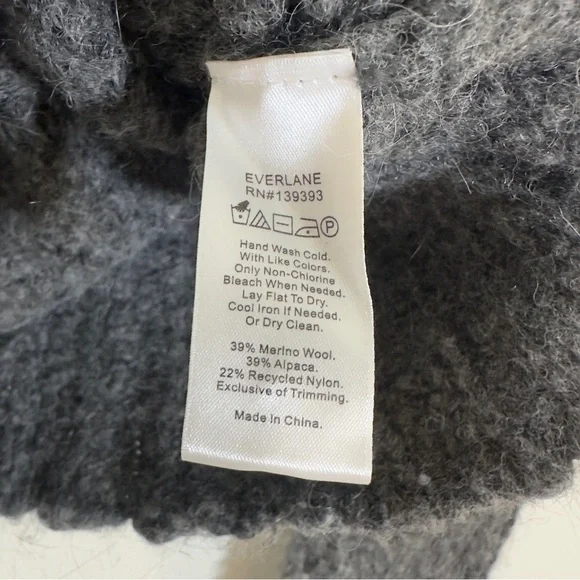 EVERLANE
RN#139393
P
Hand Wash Cold.
With Like Colors.
Only Non-Chlorine
Bleach When Needed.
Lay Flat To Dry.
Cool Iron If Needed.
Or Dry Clean.
39% Merino Wool.
39% Alpaca.
22% Recycled Nylon.
Exclusive of Trimming.
Made in China.